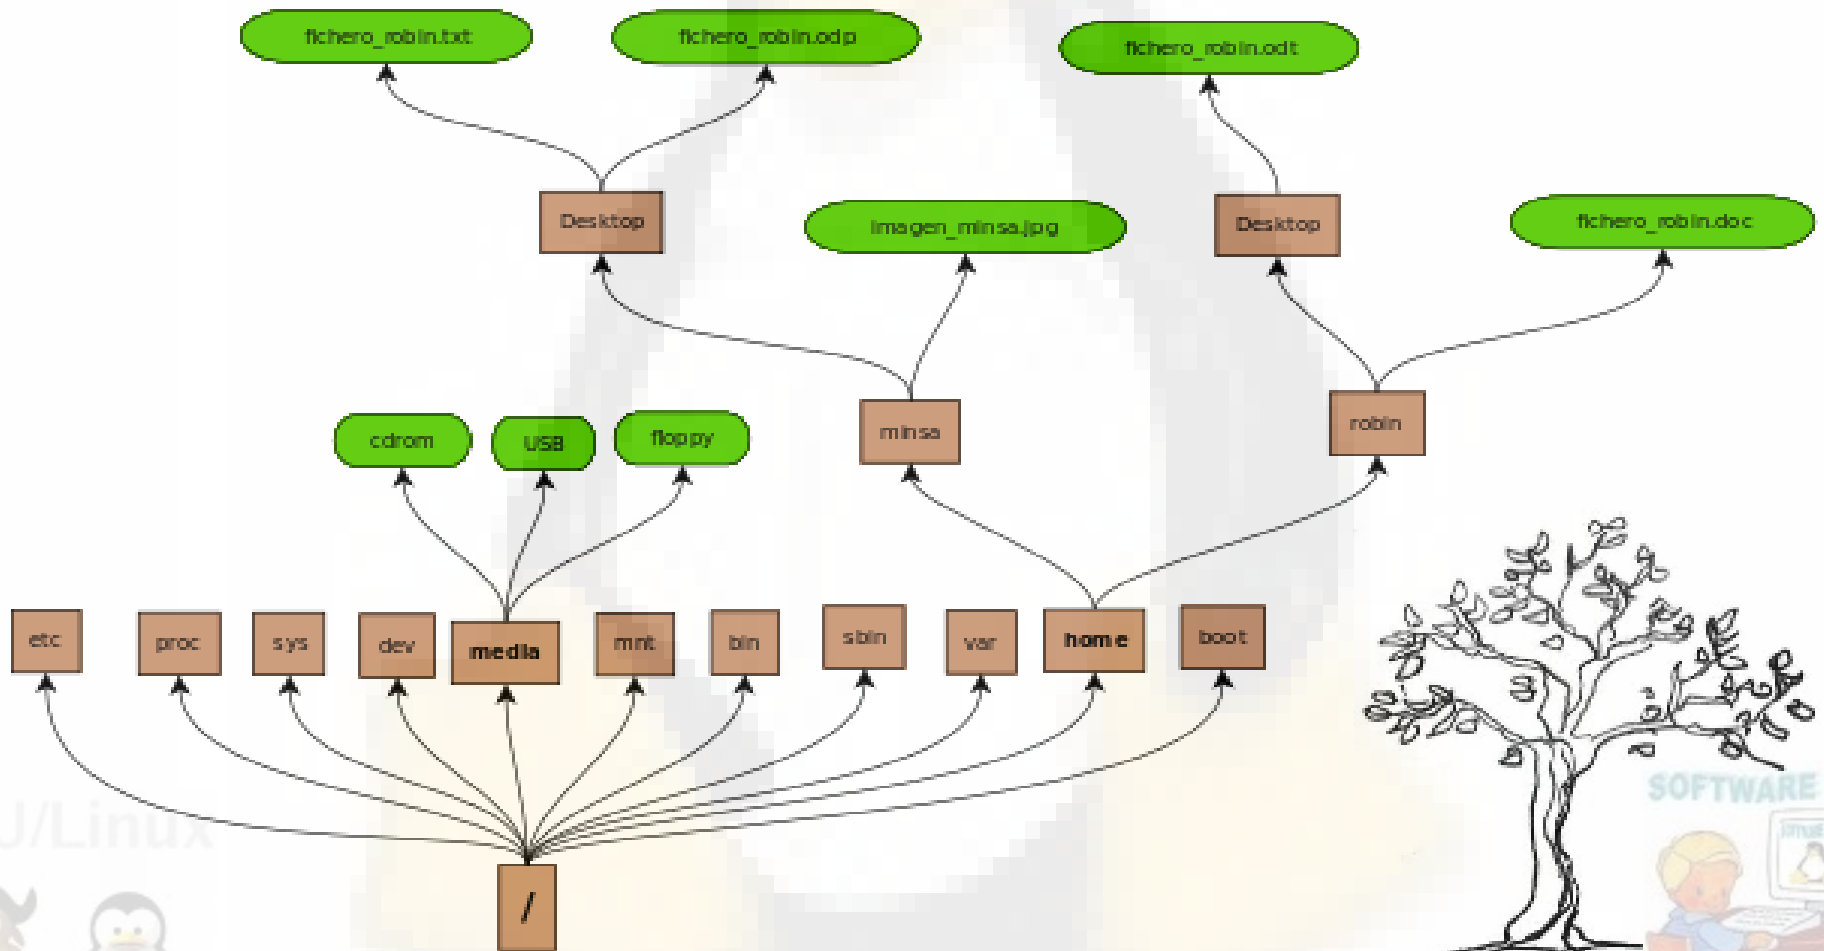 fichero_robin.txt
fichero_robin.odp
fichero_robin.odt
Desktop
imagen_minsa.jpg
Desktop
fichero_robin.doc
cdrom
USB
floppy
minsa
robin
etc
proc
sys
dev
media
mnt
bin
sbin
var
home
boot
SOFTWARE
U/Linux
/